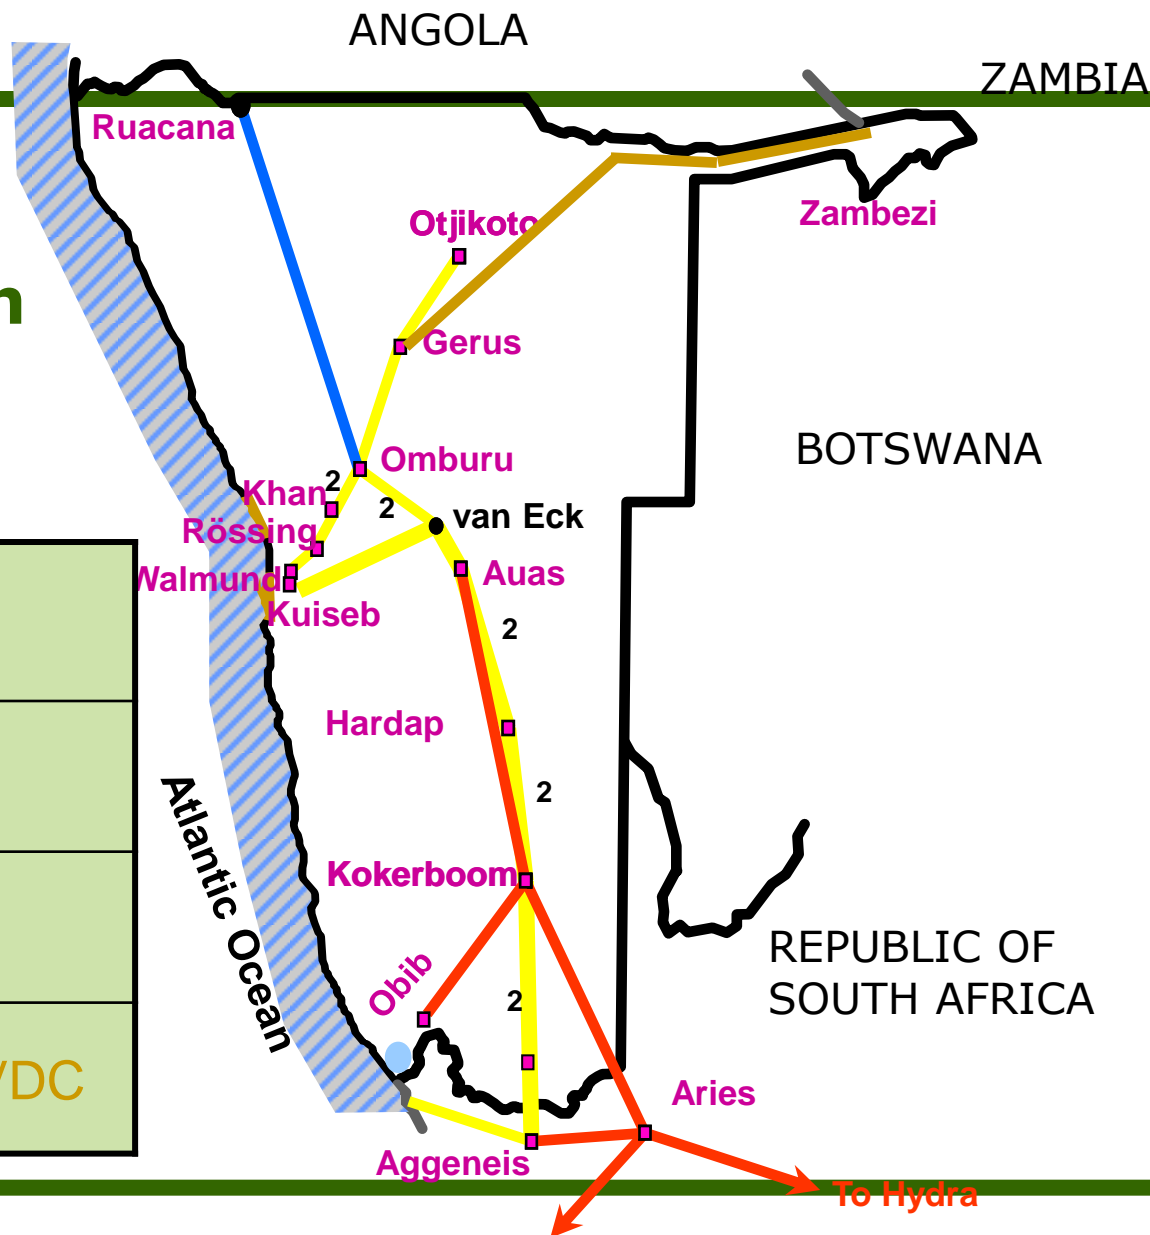 ANGOLA
ZAMBIA
Ruacana
Zambezi
Otjikoto
n
Gerus
BOTSWANA
Omburu
2
Khan
2
van Eck
Rössing
Auas
Walmund
Kuiseb
2
Hardap
2
Atlantic Ocean
Kokerboom
REPUBLIC OF
SOUTH AFRICA
Obib
2
VDC
Aries
Aggeneis
To Hydra